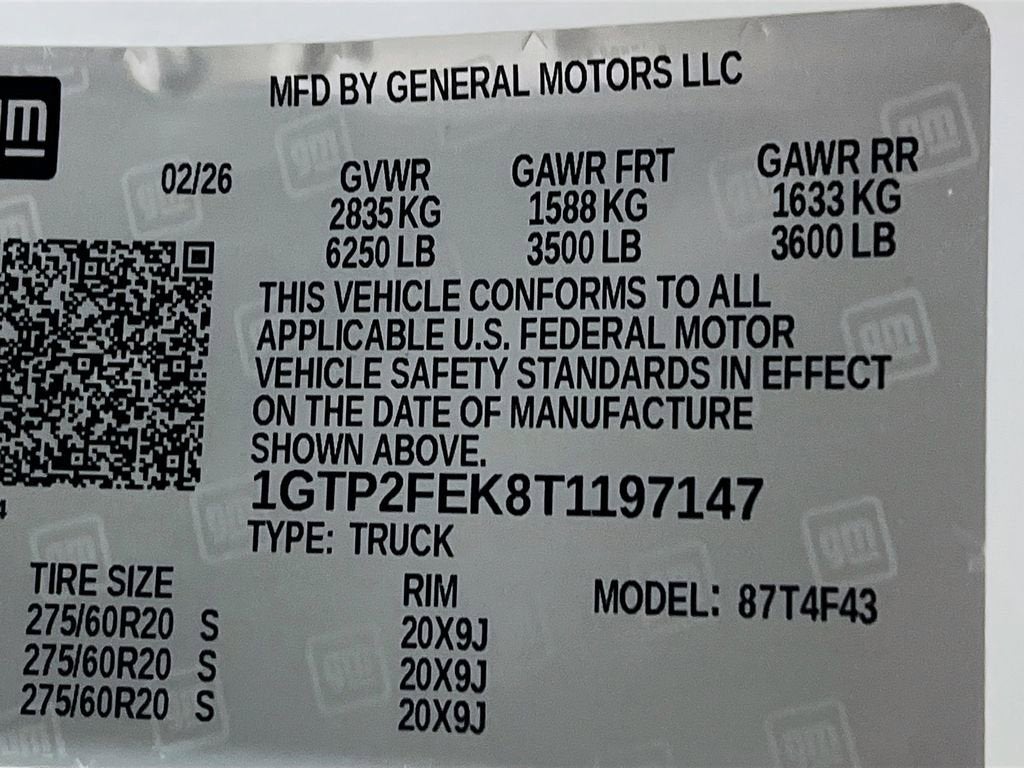 MFD BY GENERAL MOTORS LLC
gm
02/26
GVWR GAWR FRT GAWR RR
2835 KG 1588 KG 1633 KG
6250 LB 3500 LB 3600 LB
THIS VEHICLE CONFORMS TO ALL
APPLICABLE U.S. FEDERAL MOTOR
VEHICLE SAFETY STANDARDS IN EFFECT
ON THE DATE OF MANUFACTURE
SHOWN ABOVE.
1GTP2FEK8T1197147
4
TYPE: TRUCK
TIRE SIZE RIM MODEL: 87T4F43
275/60R20 S 20X9J
275/60R20 S 20X9J
275/60R20 S 20X9J